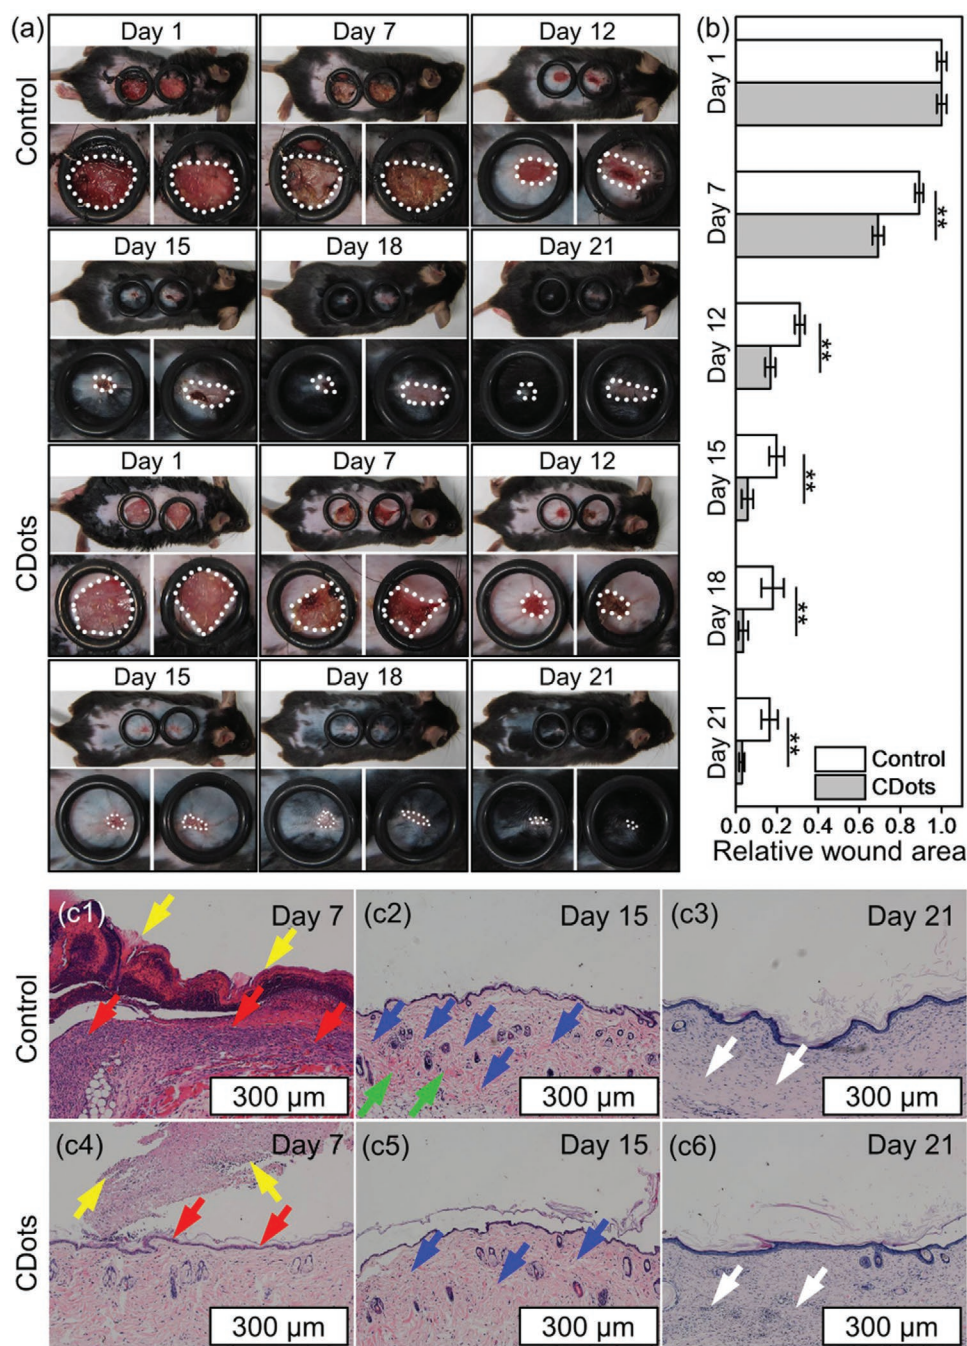 (a)
Control
Day 1
Day 7
Day 12
Day 15
Day 18
Day 21
CDots
Day 1
Day 7
Day 12
Day 15
Day 18
Day 21
(b)
Day 1
Day 7
**
Day 12
**
Day 15
**
Day 18
**
Day 21
**
Control
CDots
0.0 0.2 0.4 0.6 0.8 1.0
Relative wound area
Control
(c1) Day 7
300 µm
(c2) Day 15
300 µm
(c3) Day 21
300 µm
CDots
(c4) Day 7
300 µm
(c5) Day 15
300 µm
(c6) Day 21
300 µm